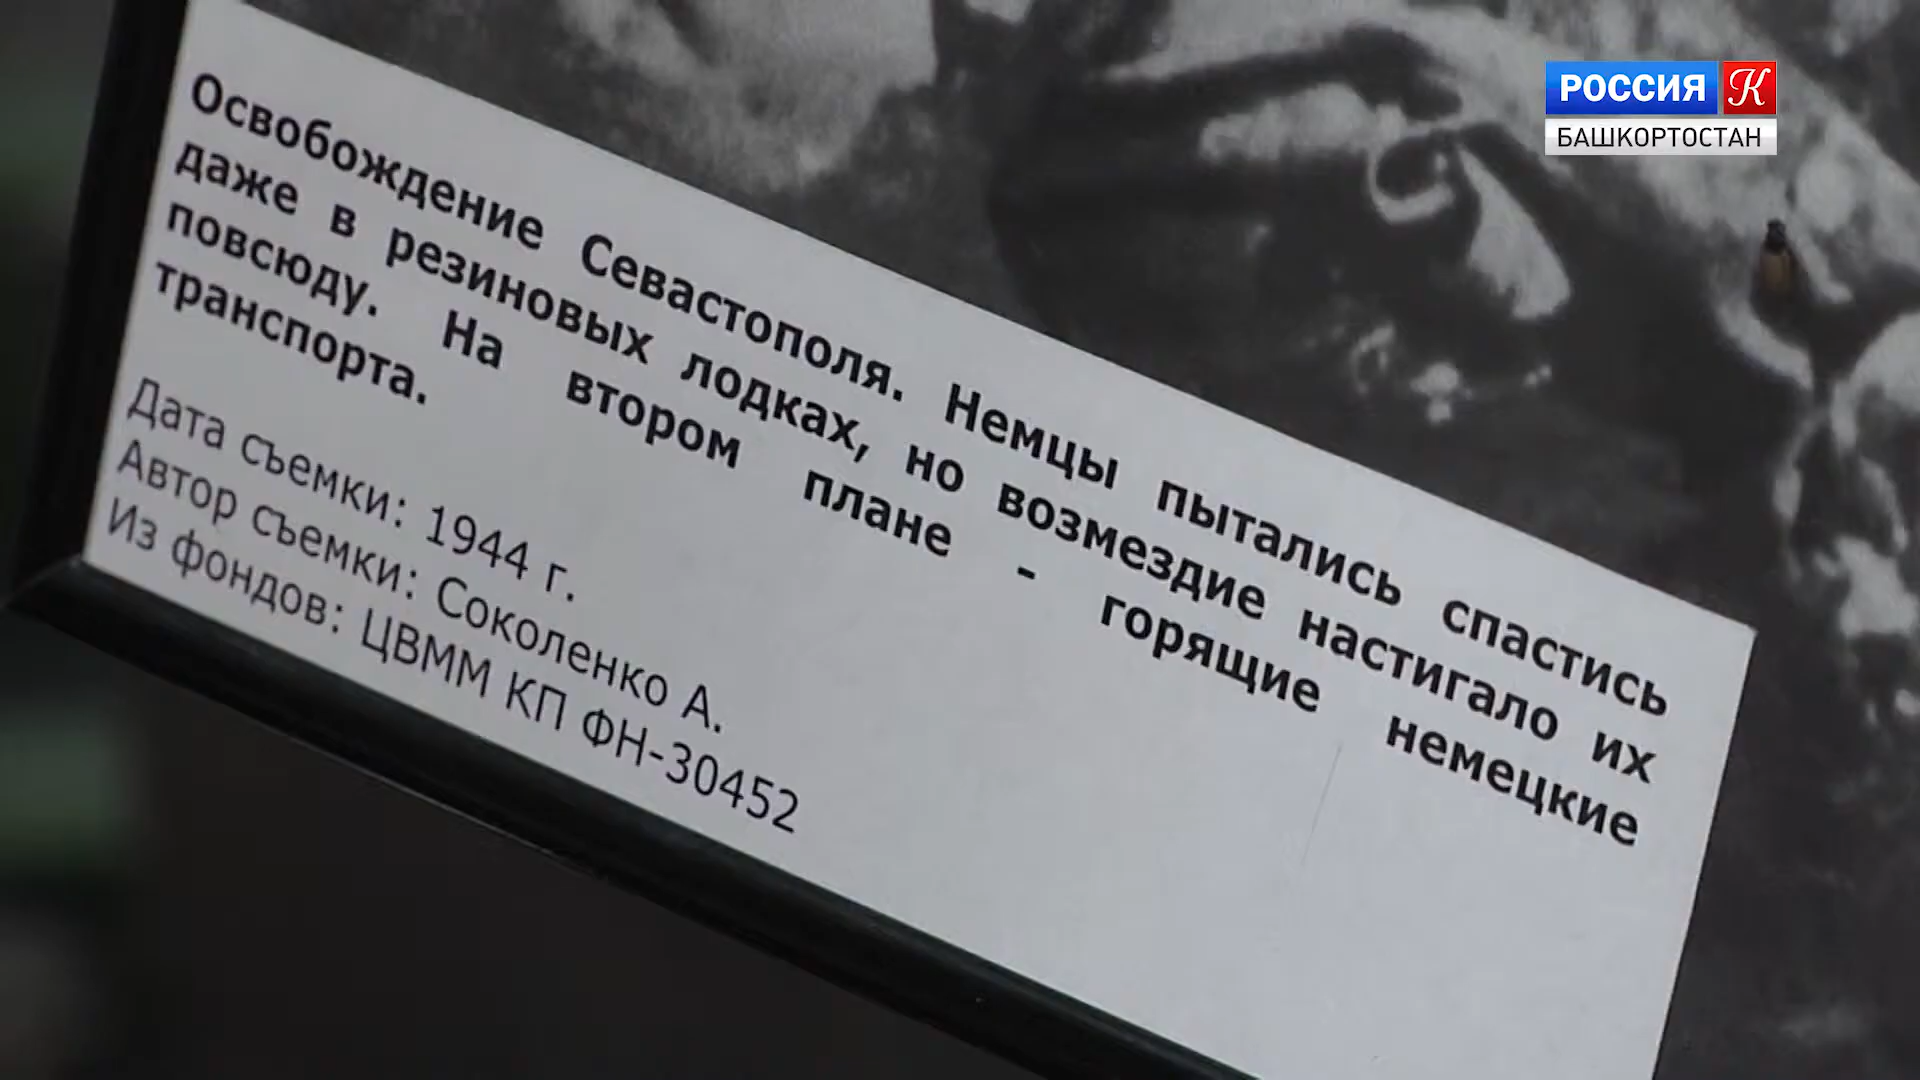 РОССИЯ К
БАШКОРТОСТАН
Освобождение Севастополя. Немцы пытались спастись
даже в резиновых лодках, но возмездие настигало их
повсюду. На втором плане - горящие немецкие
транспорта.
Дата съемки: 1944 г.
Автор съемки: Соколенко А.
Из фондов: ЦВММ КП ФН-30452